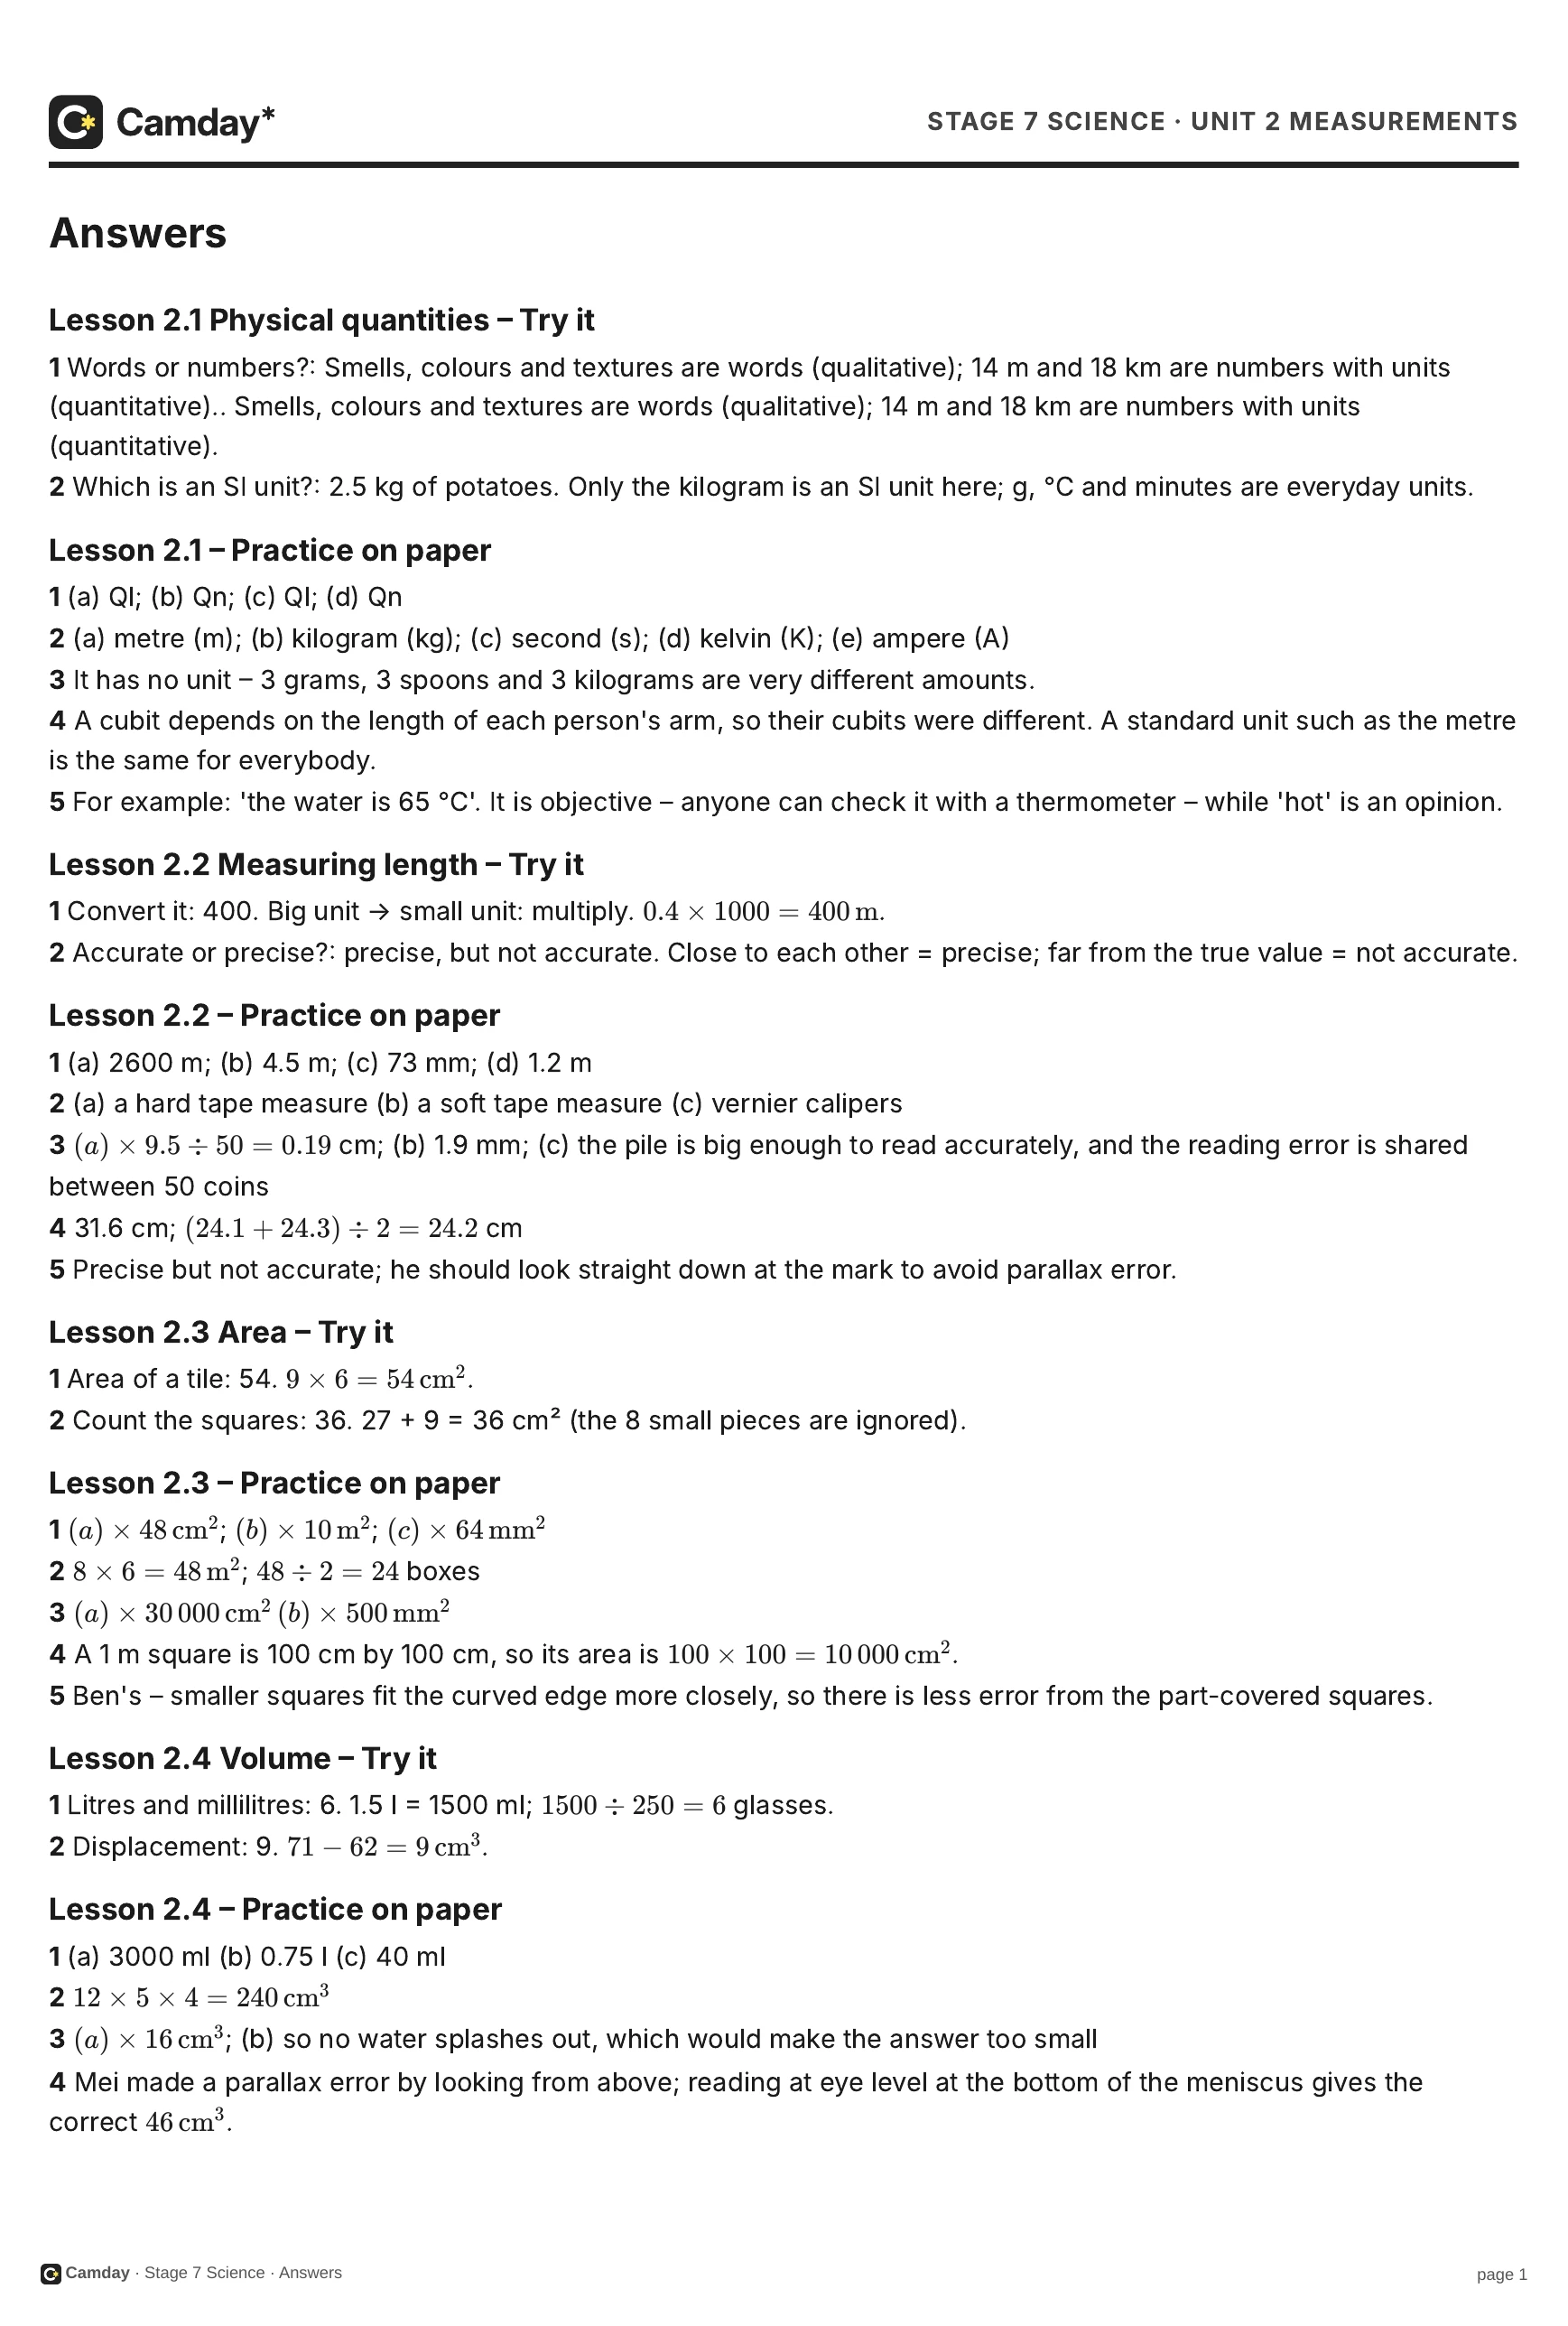 Camday*
STAGE 7 SCIENCE · UNIT 2 MEASUREMENTS
Answers
Lesson 2.1 Physical quantities – Try it
1 Words or numbers?: Smells, colours and textures are words (qualitative); 14 m and 18 km are numbers with units
(quantitative).. Smells, colours and textures are words (qualitative); 14 m and 18 km are numbers with units
(quantitative).
2 Which is an SI unit?: 2.5 kg of potatoes. Only the kilogram is an SI unit here; g, °C and minutes are everyday units.
Lesson 2.1 – Practice on paper
1 (a) Ql; (b) Qn; (c) Ql; (d) Qn
2 (a) metre (m); (b) kilogram (kg); (c) second (s); (d) kelvin (K); (e) ampere (A)
3 It has no unit – 3 grams, 3 spoons and 3 kilograms are very different amounts.
4 A cubit depends on the length of each person's arm, so their cubits were different. A standard unit such as the metre
is the same for everybody.
5 For example: 'the water is 65 °C'. It is objective – anyone can check it with a thermometer – while 'hot' is an opinion.
Lesson 2.2 Measuring length – Try it
1 Convert it: 400. Big unit → small unit: multiply. 0.4 × 1000 = 400 m.
2 Accurate or precise?: precise, but not accurate. Close to each other = precise; far from the true value = not accurate.
Lesson 2.2 – Practice on paper
1 (a) 2600 m; (b) 4.5 m; (c) 73 mm; (d) 1.2 m
2 (a) a hard tape measure (b) a soft tape measure (c) vernier calipers
3 (a) × 9.5 ÷ 50 = 0.19 cm; (b) 1.9 mm; (c) the pile is big enough to read accurately, and the reading error is shared
between 50 coins
4 31.6 cm; (24.1 + 24.3) ÷ 2 = 24.2 cm
5 Precise but not accurate; he should look straight down at the mark to avoid parallax error.
Lesson 2.3 Area – Try it
1 Area of a tile: 54. 9 × 6 = 54 cm².
2 Count the squares: 36. 27 + 9 = 36 cm² (the 8 small pieces are ignored).
Lesson 2.3 – Practice on paper
1 (a) × 48 cm²; (b) × 10 m²; (c) × 64 mm²
2 8 × 6 = 48 m²; 48 ÷ 2 = 24 boxes
3 (a) × 30 000 cm² (b) × 500 mm²
4 A 1 m square is 100 cm by 100 cm, so its area is 100 × 100 = 10 000 cm².
5 Ben's – smaller squares fit the curved edge more closely, so there is less error from the part-covered squares.
Lesson 2.4 Volume – Try it
1 Litres and millilitres: 6. 1.5 l = 1500 ml; 1500 ÷ 250 = 6 glasses.
2 Displacement: 9. 71 − 62 = 9 cm³.
Lesson 2.4 – Practice on paper
1 (a) 3000 ml (b) 0.75 l (c) 40 ml
2 12 × 5 × 4 = 240 cm³
3 (a) × 16 cm³; (b) so no water splashes out, which would make the answer too small
4 Mei made a parallax error by looking from above; reading at eye level at the bottom of the meniscus gives the
correct 46 cm³.
Camday · Stage 7 Science · Answers
page 1